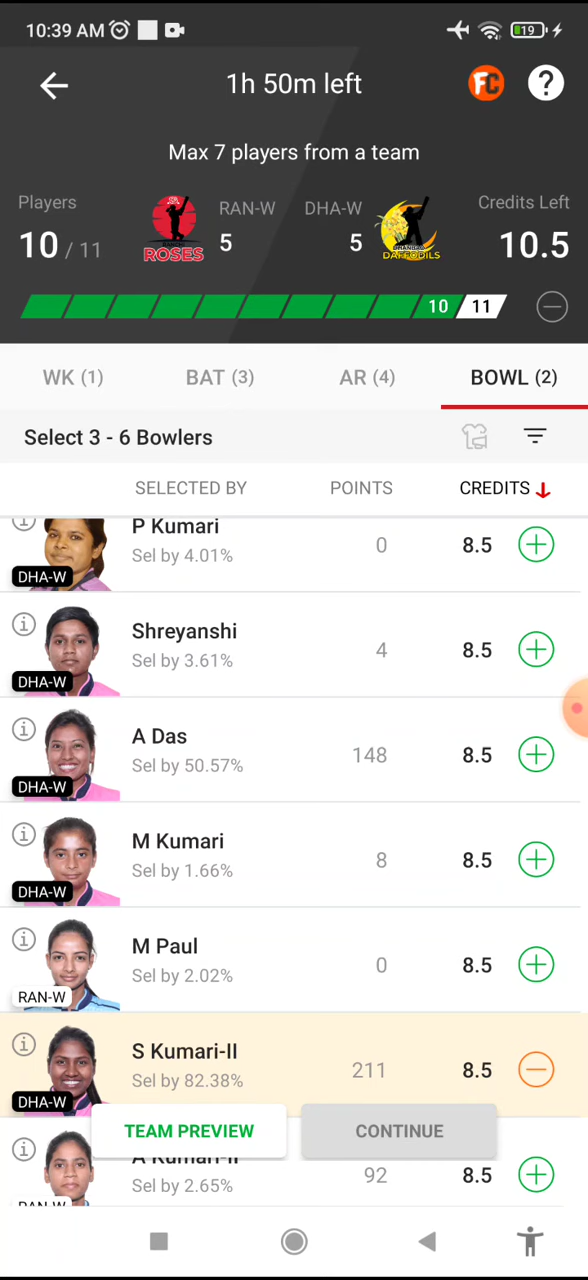 10:39 AM
19
1h 50m left
FC
?
Max 7 players from a team
Players
RAN-W
DHA-W
Credits Left
10 / 11
ROSES
5
5
DAFFODILS
10.5
10
11
WK (1)
BAT (3)
AR (4)
BOWL (2)
Select 3 - 6 Bowlers
SELECTED BY
POINTS
CREDITS
P Kumari
Sel by 4.01%
0
8.5
DHA-W
Shreyanshi
Sel by 3.61%
4
8.5
DHA-W
A Das
Sel by 50.57%
148
8.5
DHA-W
M Kumari
Sel by 1.66%
8
8.5
DHA-W
M Paul
Sel by 2.02%
0
8.5
RAN-W
S Kumari-II
Sel by 82.38%
211
8.5
DHA-W
TEAM PREVIEW
CONTINUE
A Kumari-II
Sel by 2.65%
92
8.5
RAN-W